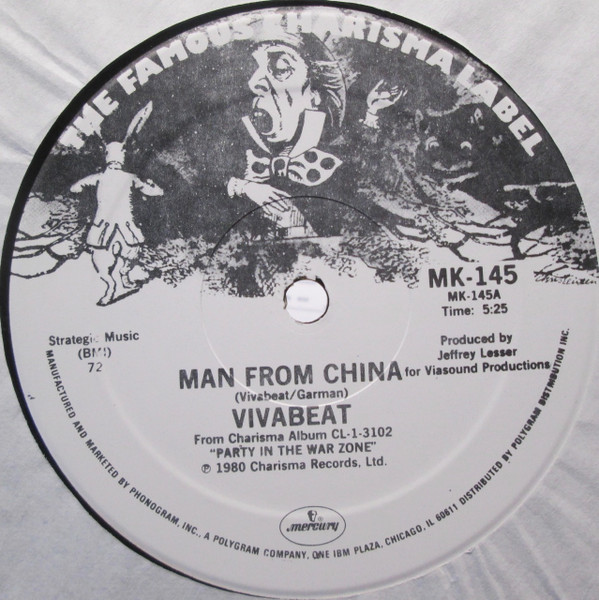 THE FAMOUS CHARISMA LABEL
MK-145
MK-145A
Time: 5:25
Strategic Music
(BMI)
72
Produced by
Jeffrey Lesser
for Viasound Productions
MAN FROM CHINA
(Vivabeat/Garman)
VIVABEAT
From Charisma Album CL-1-3102
"PARTY IN THE WAR ZONE"
℗ 1980 Charisma Records, Ltd.
mercury
MANUFACTURED AND MARKETED BY PHONOGRAM, INC., A POLYGRAM COMPANY, ONE IBM PLAZA, CHICAGO, IL 60611 DISTRIBUTED BY POLYGRAM DISTRIBUTION INC.